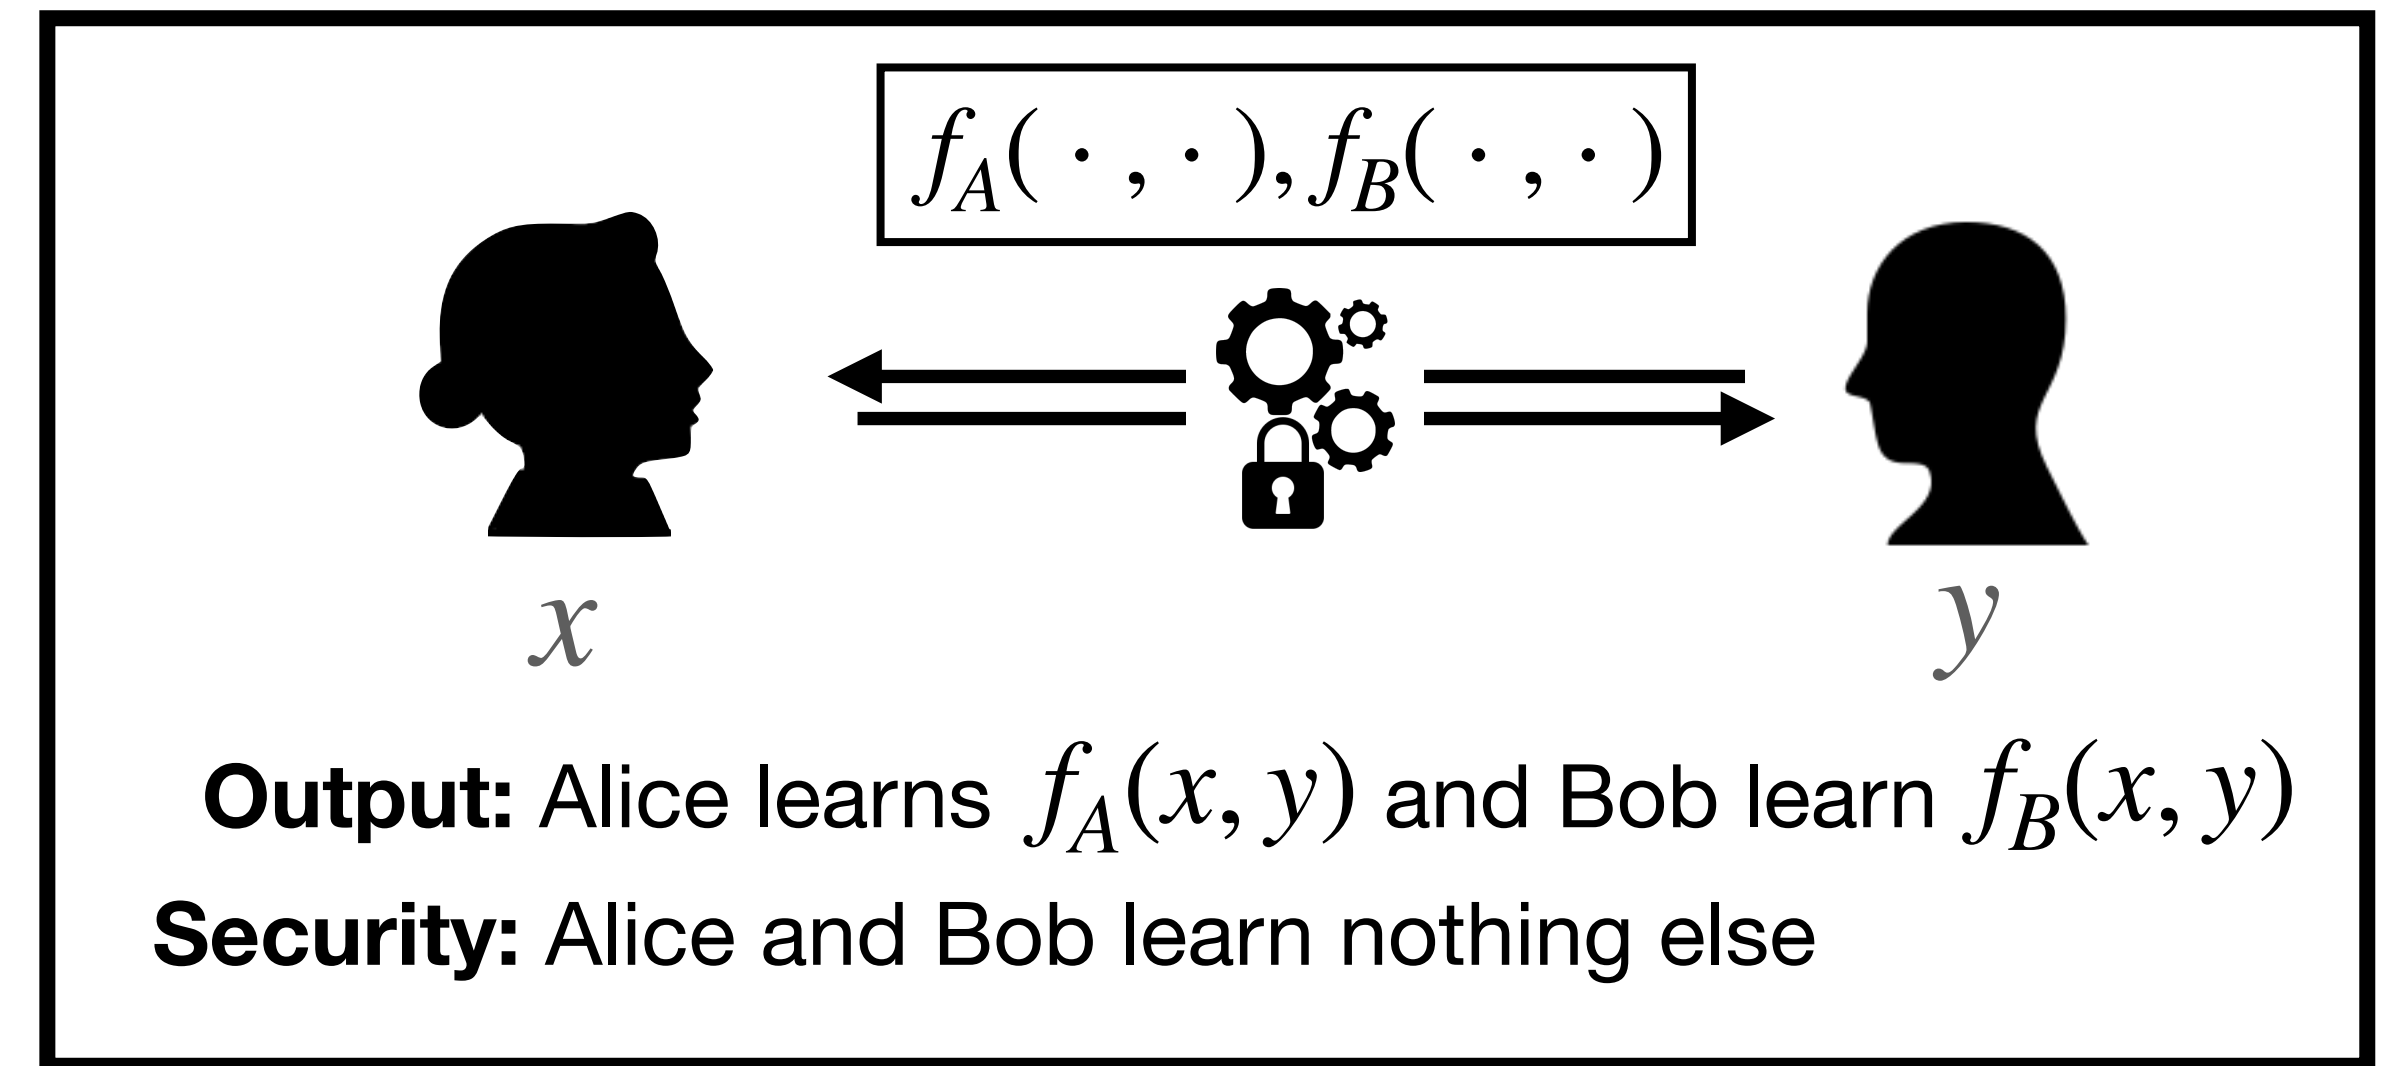 f_A( · , · ), f_B( · , · )
x
y
Output: Alice learns f_A(x, y) and Bob learn f_B(x, y)
Security: Alice and Bob learn nothing else